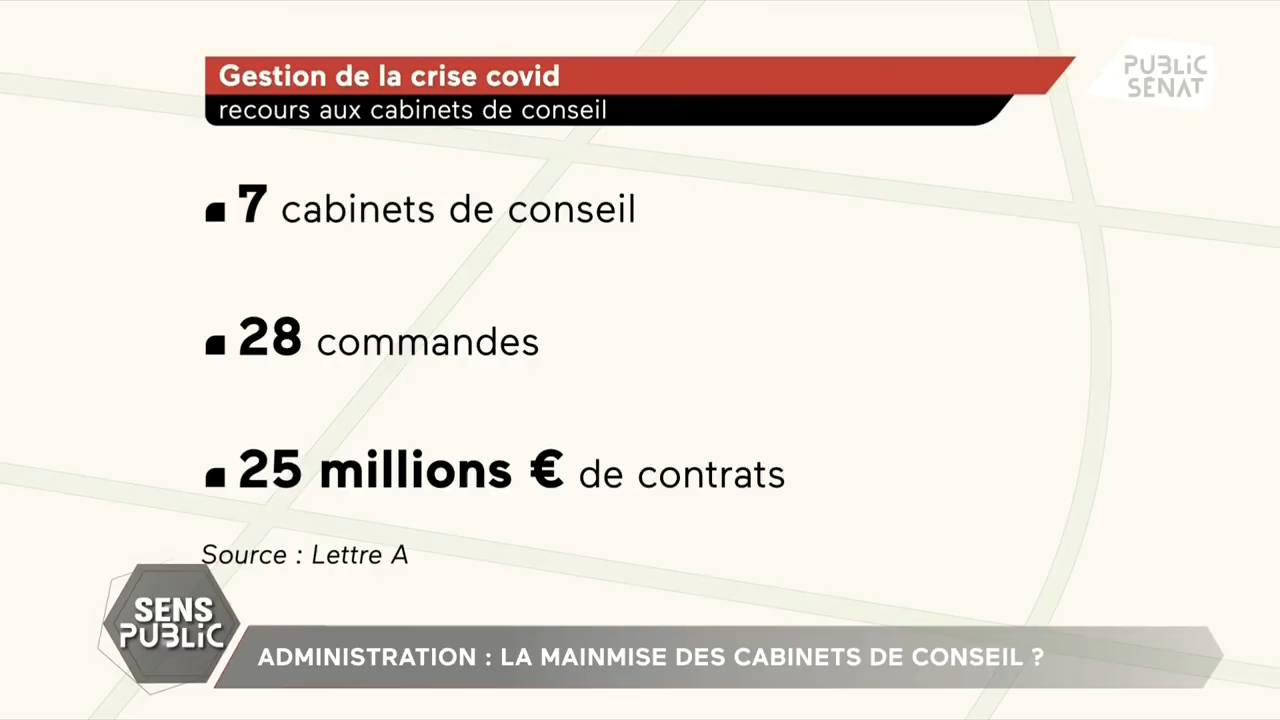 Gestion de la crise covid
PUBLIC
SÉNAT
recours aux cabinets de conseil
7 cabinets de conseil
28 commandes
25 millions € de contrats
Source : Lettre A
SENS
PUBLIC
ADMINISTRATION : LA MAINMISE DES CABINETS DE CONSEIL ?